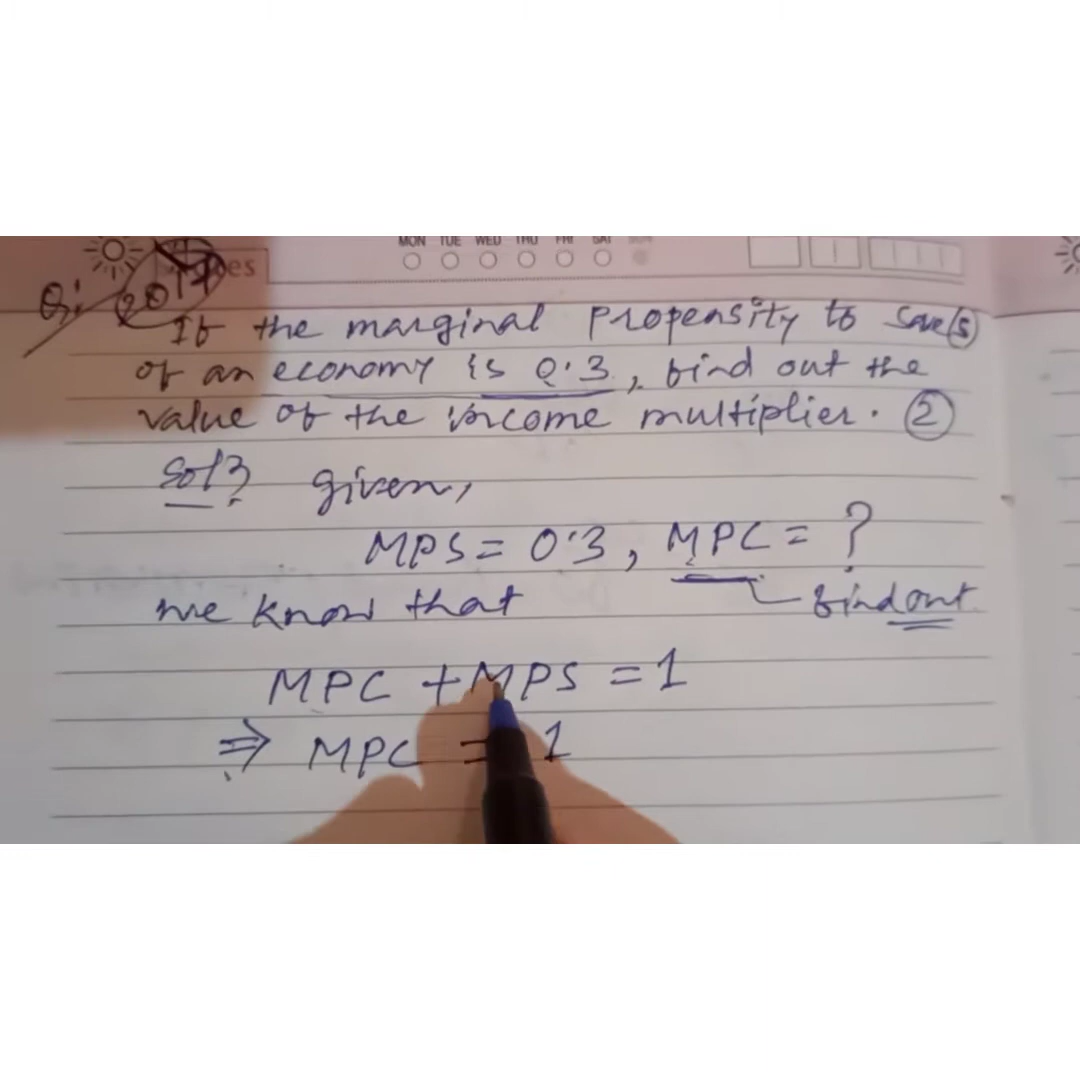 MON TUE WED THU FRI SAT
Q: 2017
If the marginal propensity to save(s)
of an economy is 0.3, find out the
value of the income multiplier. 2
Sol?
given,
MPS = 0.3, MPC = ?
we know that find out
MPC + MPS = 1
⇒ MPC = 1